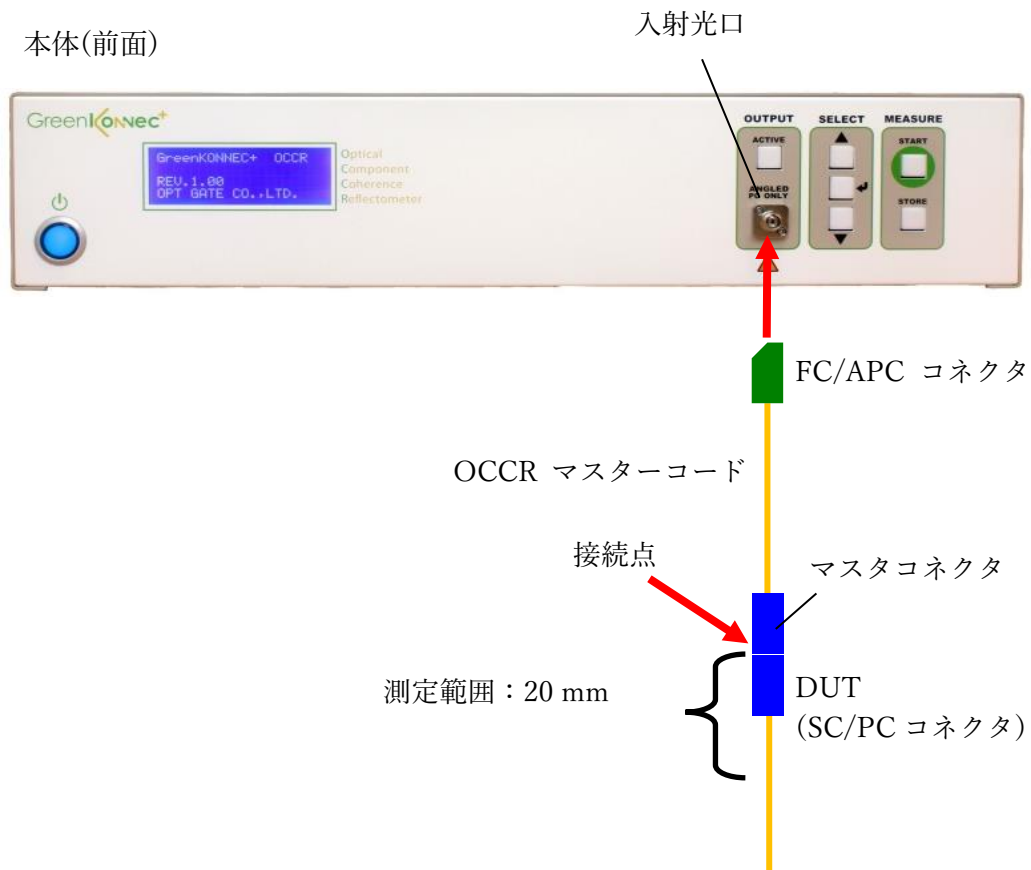 本体(前面)
入射光口
GreenKonnec+
GreenKONNEC+ OCCR
REV.1.00
OPT GATE CO.,LTD.
Optical
Component
Coherence
Reflectometer
OUTPUT
ACTIVE
ANGLED
PC ONLY
SELECT
MEASURE
START
STORE
FC/APC コネクタ
OCCR マスターコード
接続点
マスタコネクタ
測定範囲：20 mm
DUT
(SC/PC コネクタ)